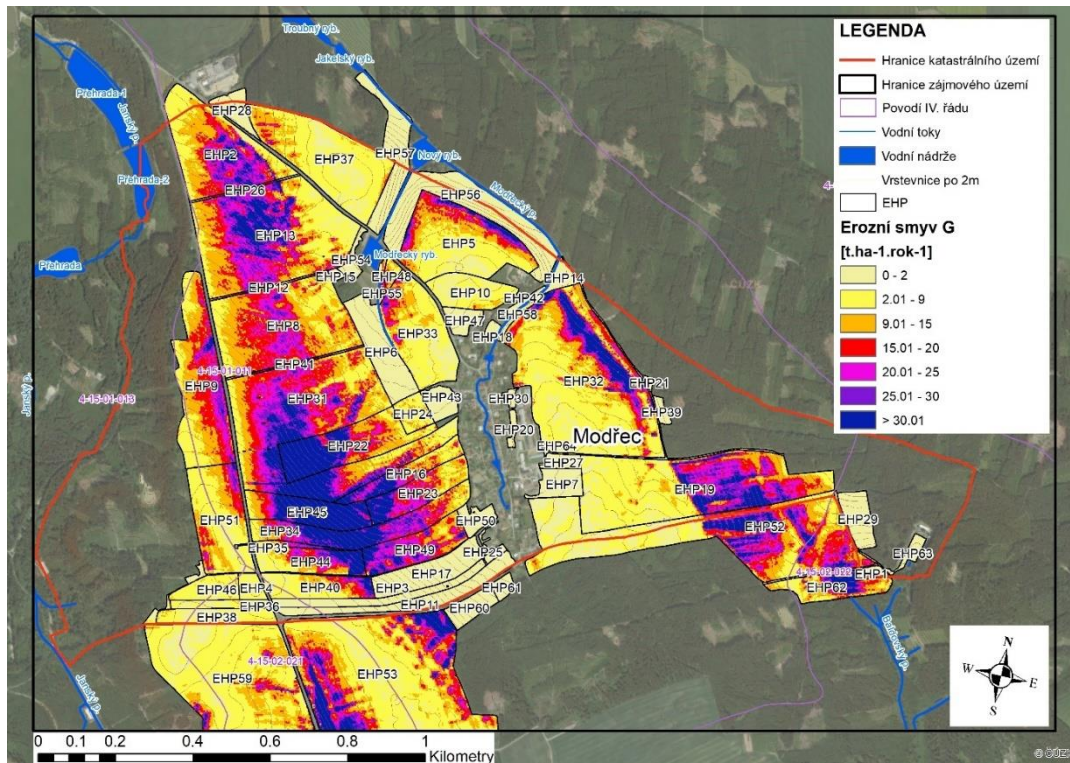 Troubný ryb.
Jakelský ryb.
Přehrada-1
Janský p.
Přehrada-2
Přehrada
Nový ryb.
Modřecký p.
Modřecký ryb.
EHP28
EHP2
EHP37
EHP57
EHP26
EHP56
EHP13
EHP5
EHP54
EHP15
EHP48
EHP14
EHP12
EHP55
EHP10
EHP42
EHP8
EHP33
EHP47
EHP58
EHP18
EHP6
EHP41
4-15-01-011
EHP9
4-15-01-013
Janský p.
EHP31
EHP32
EHP21
EHP43
EHP30
EHP39
EHP24
EHP20
EHP22
Modřec
EHP64
EHP16
EHP27
EHP23
EHP7
EHP19
EHP45
EHP51
EHP34
EHP50
EHP52
EHP29
EHP35
EHP49
EHP25
EHP63
EHP44
EHP17
4-15-02-022
EHP1
EHP46
EHP4
EHP40
EHP3
EHP61
EHP62
EHP36
EHP11
EHP60
EHP38
4-15-02-021
EHP59
EHP53
Janský p.
LEGENDA
Hranice katastrálního území
Hranice zájmového území
Povodí IV. řádu
Vodní toky
Vodní nádrže
Vrstevnice po 2m
EHP
Erozní smyv G
[t.ha-1.rok-1]
0 - 2
2.01 - 9
9.01 - 15
15.01 - 20
20.01 - 25
25.01 - 30
> 30.01
N
W
E
S
0 0.1 0.2 0.4 0.6 0.8 1
Kilometry